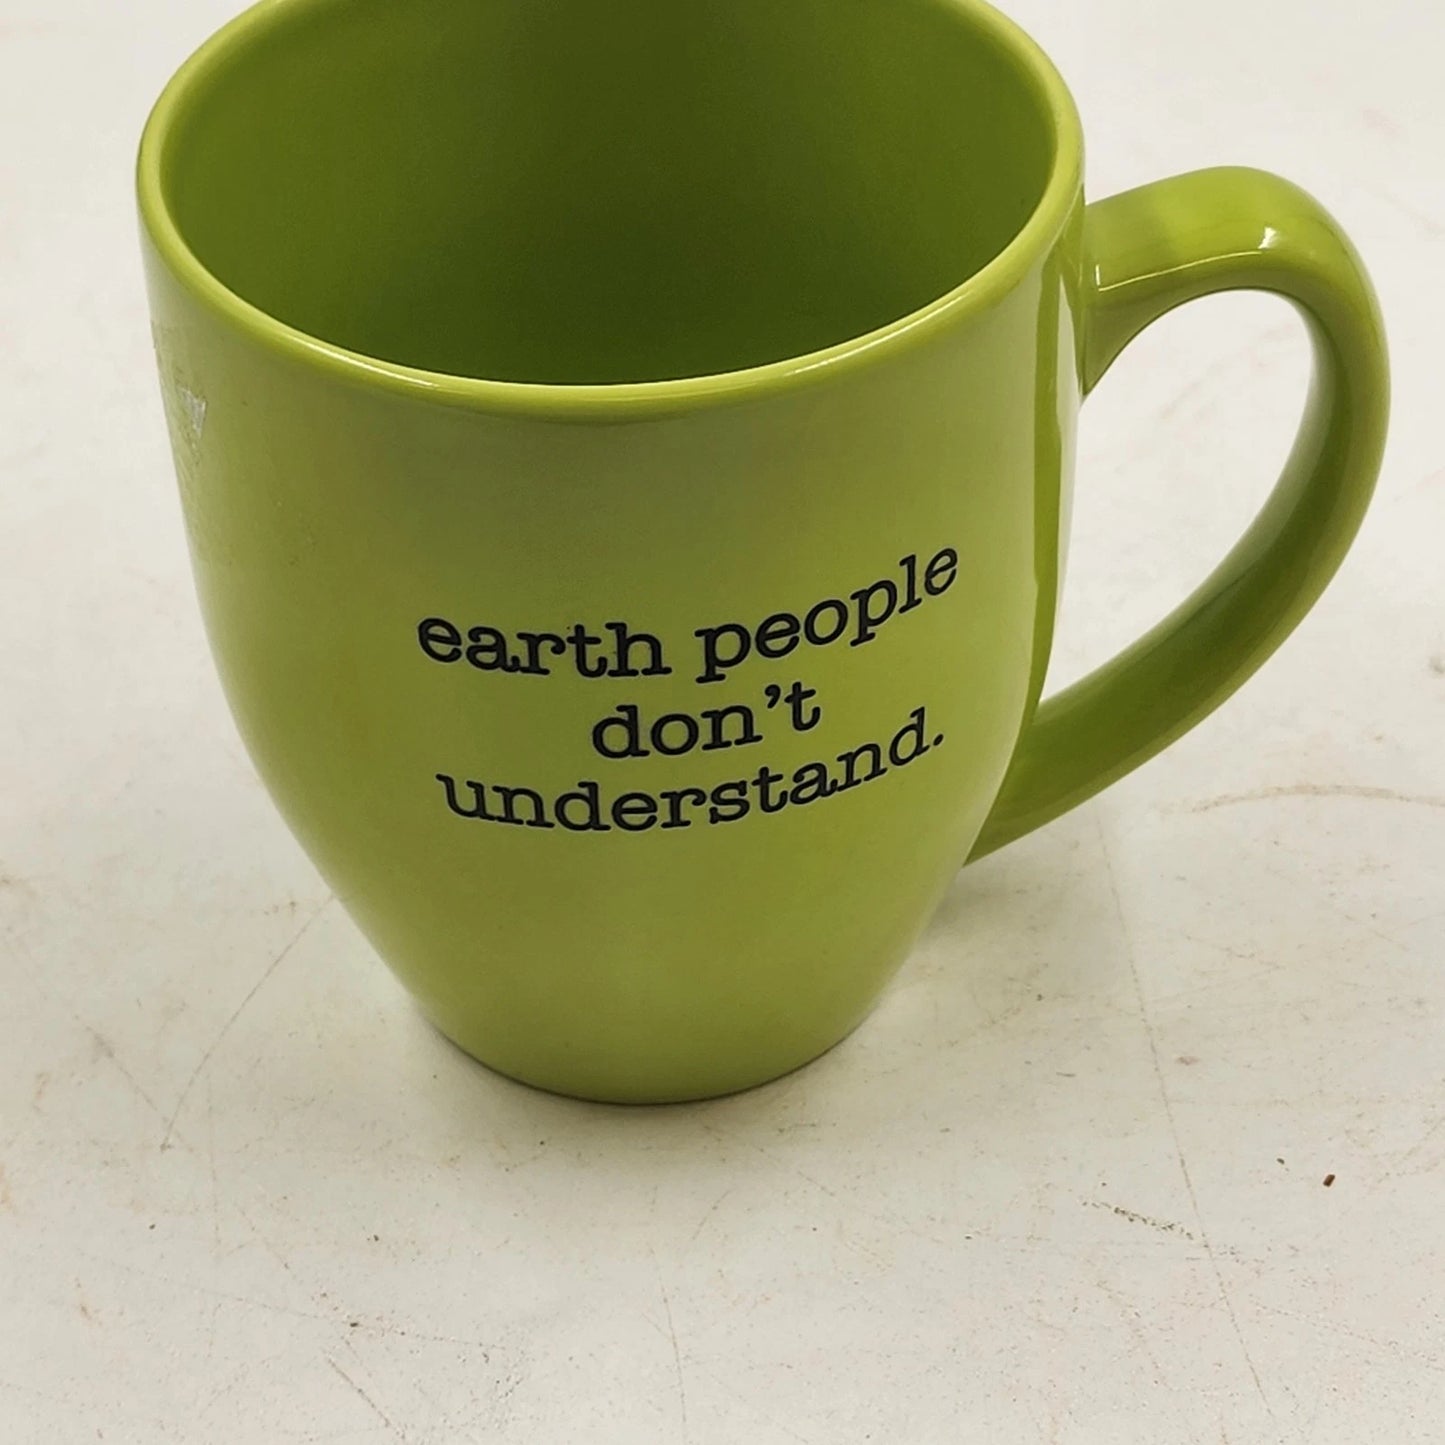 earth people
don't
understand.